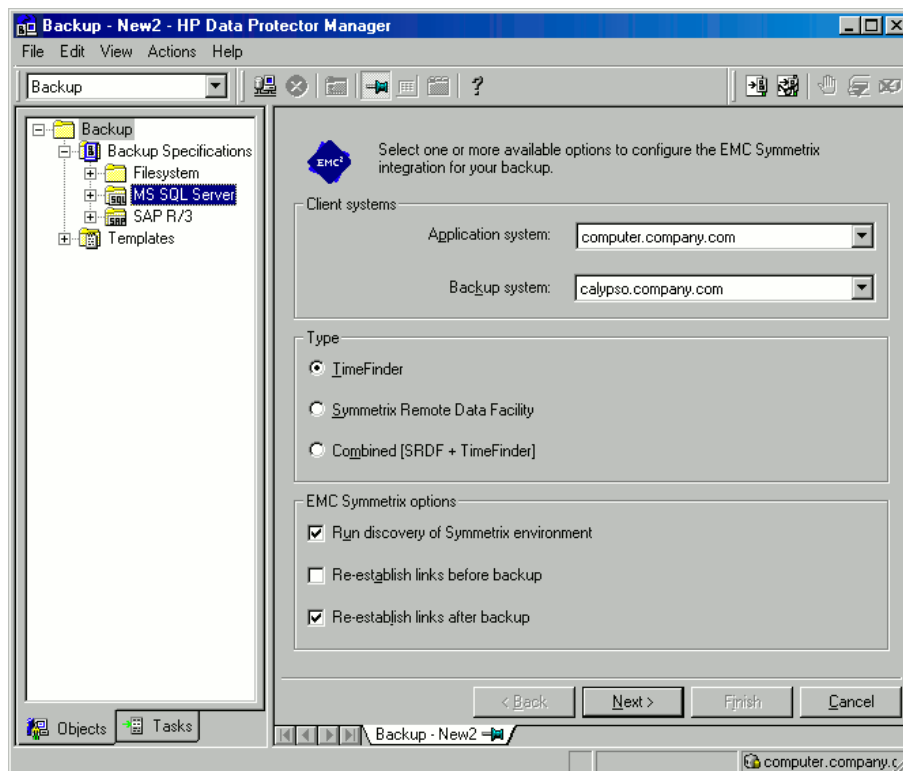 Backup - New2 - HP Data Protector Manager
File Edit View Actions Help
Backup
?
Backup
Backup Specifications
Filesystem
SQL MS SQL Server
SAP SAP R/3
Templates
EMC²
Select one or more available options to configure the EMC Symmetrix
integration for your backup.
Client systems
Application system: computer.company.com
Backup system: calypso.company.com
Type
TimeFinder
Symmetrix Remote Data Facility
Combined [SRDF + TimeFinder]
EMC Symmetrix options
Run discovery of Symmetrix environment
Re-establish links before backup
Re-establish links after backup
< Back Next > Finish Cancel
Objects Tasks
Backup - New2
computer.company.c